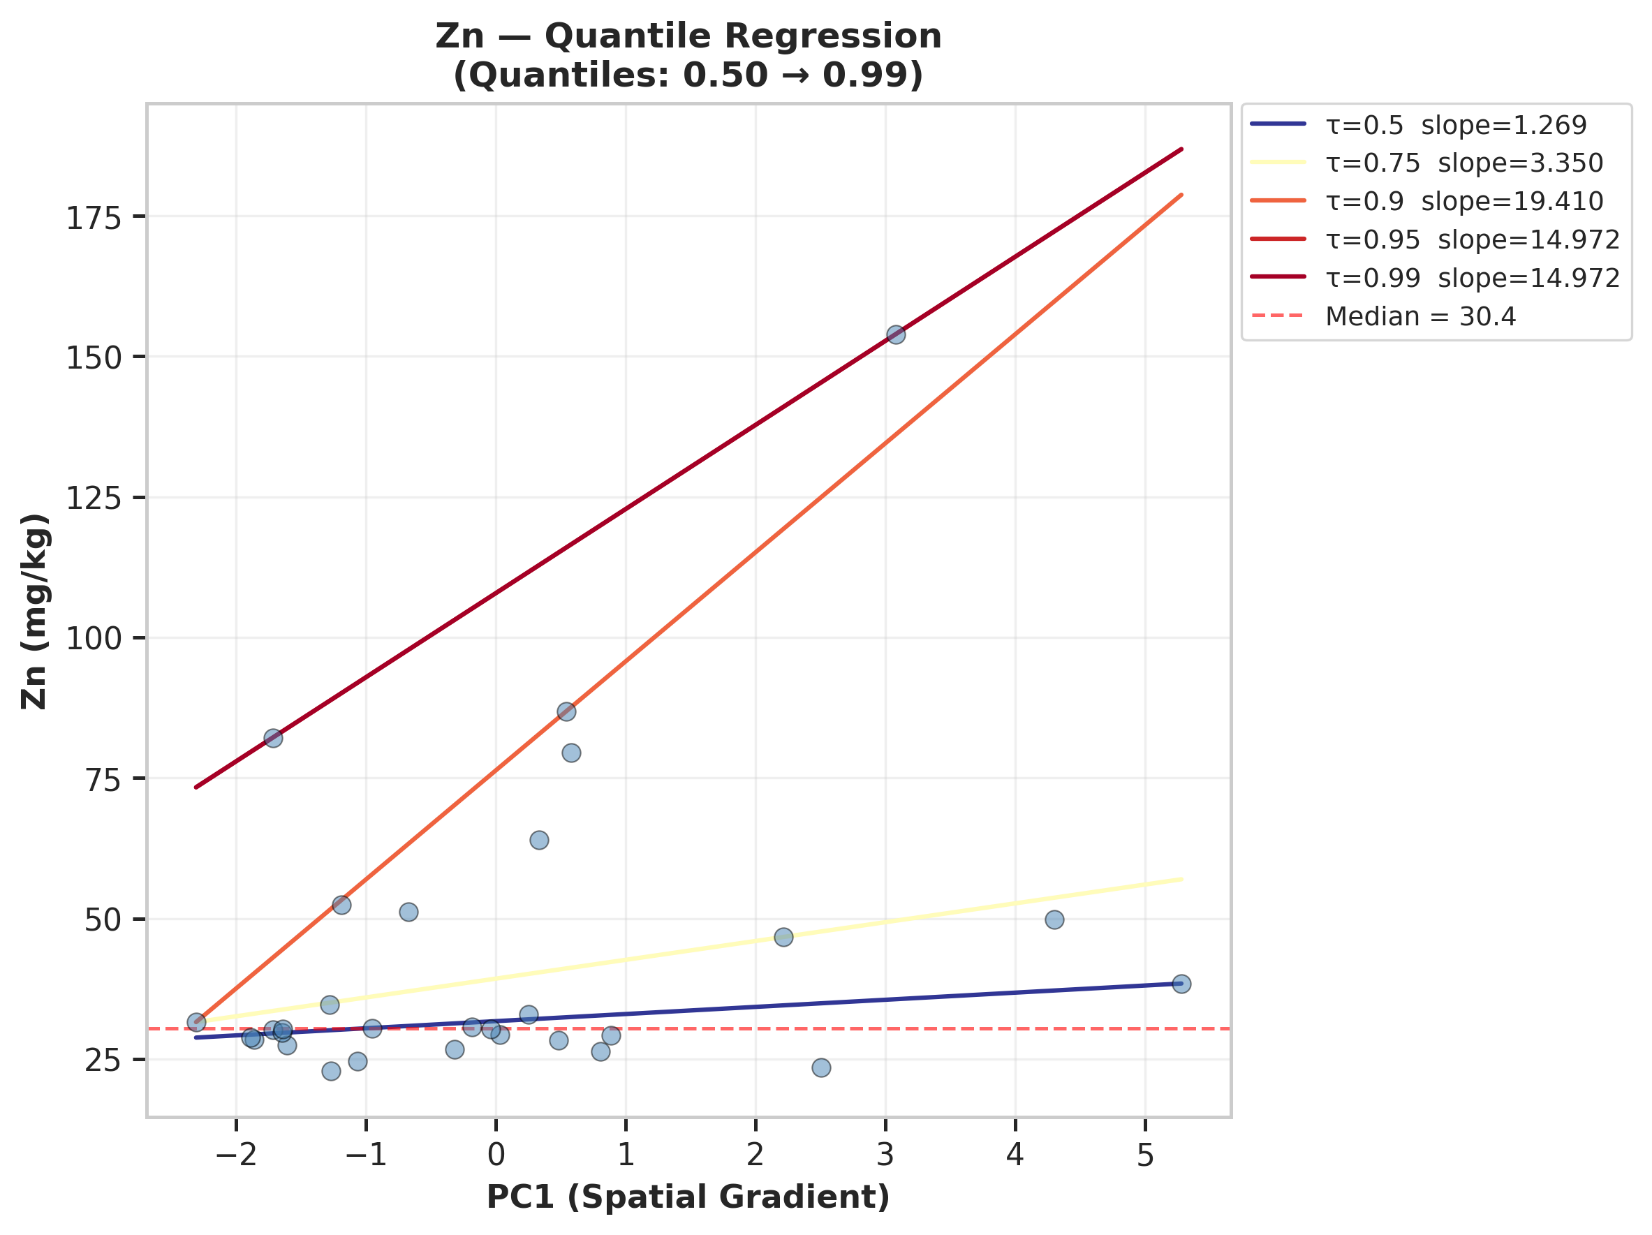 Zn — Quantile Regression
(Quantiles: 0.50 → 0.99)
τ=0.5  slope=1.269
τ=0.75  slope=3.350
τ=0.9  slope=19.410
τ=0.95  slope=14.972
τ=0.99  slope=14.972
Median = 30.4
Zn (mg/kg)
175
150
125
100
75
50
25
−2
−1
0
1
2
3
4
5
PC1 (Spatial Gradient)